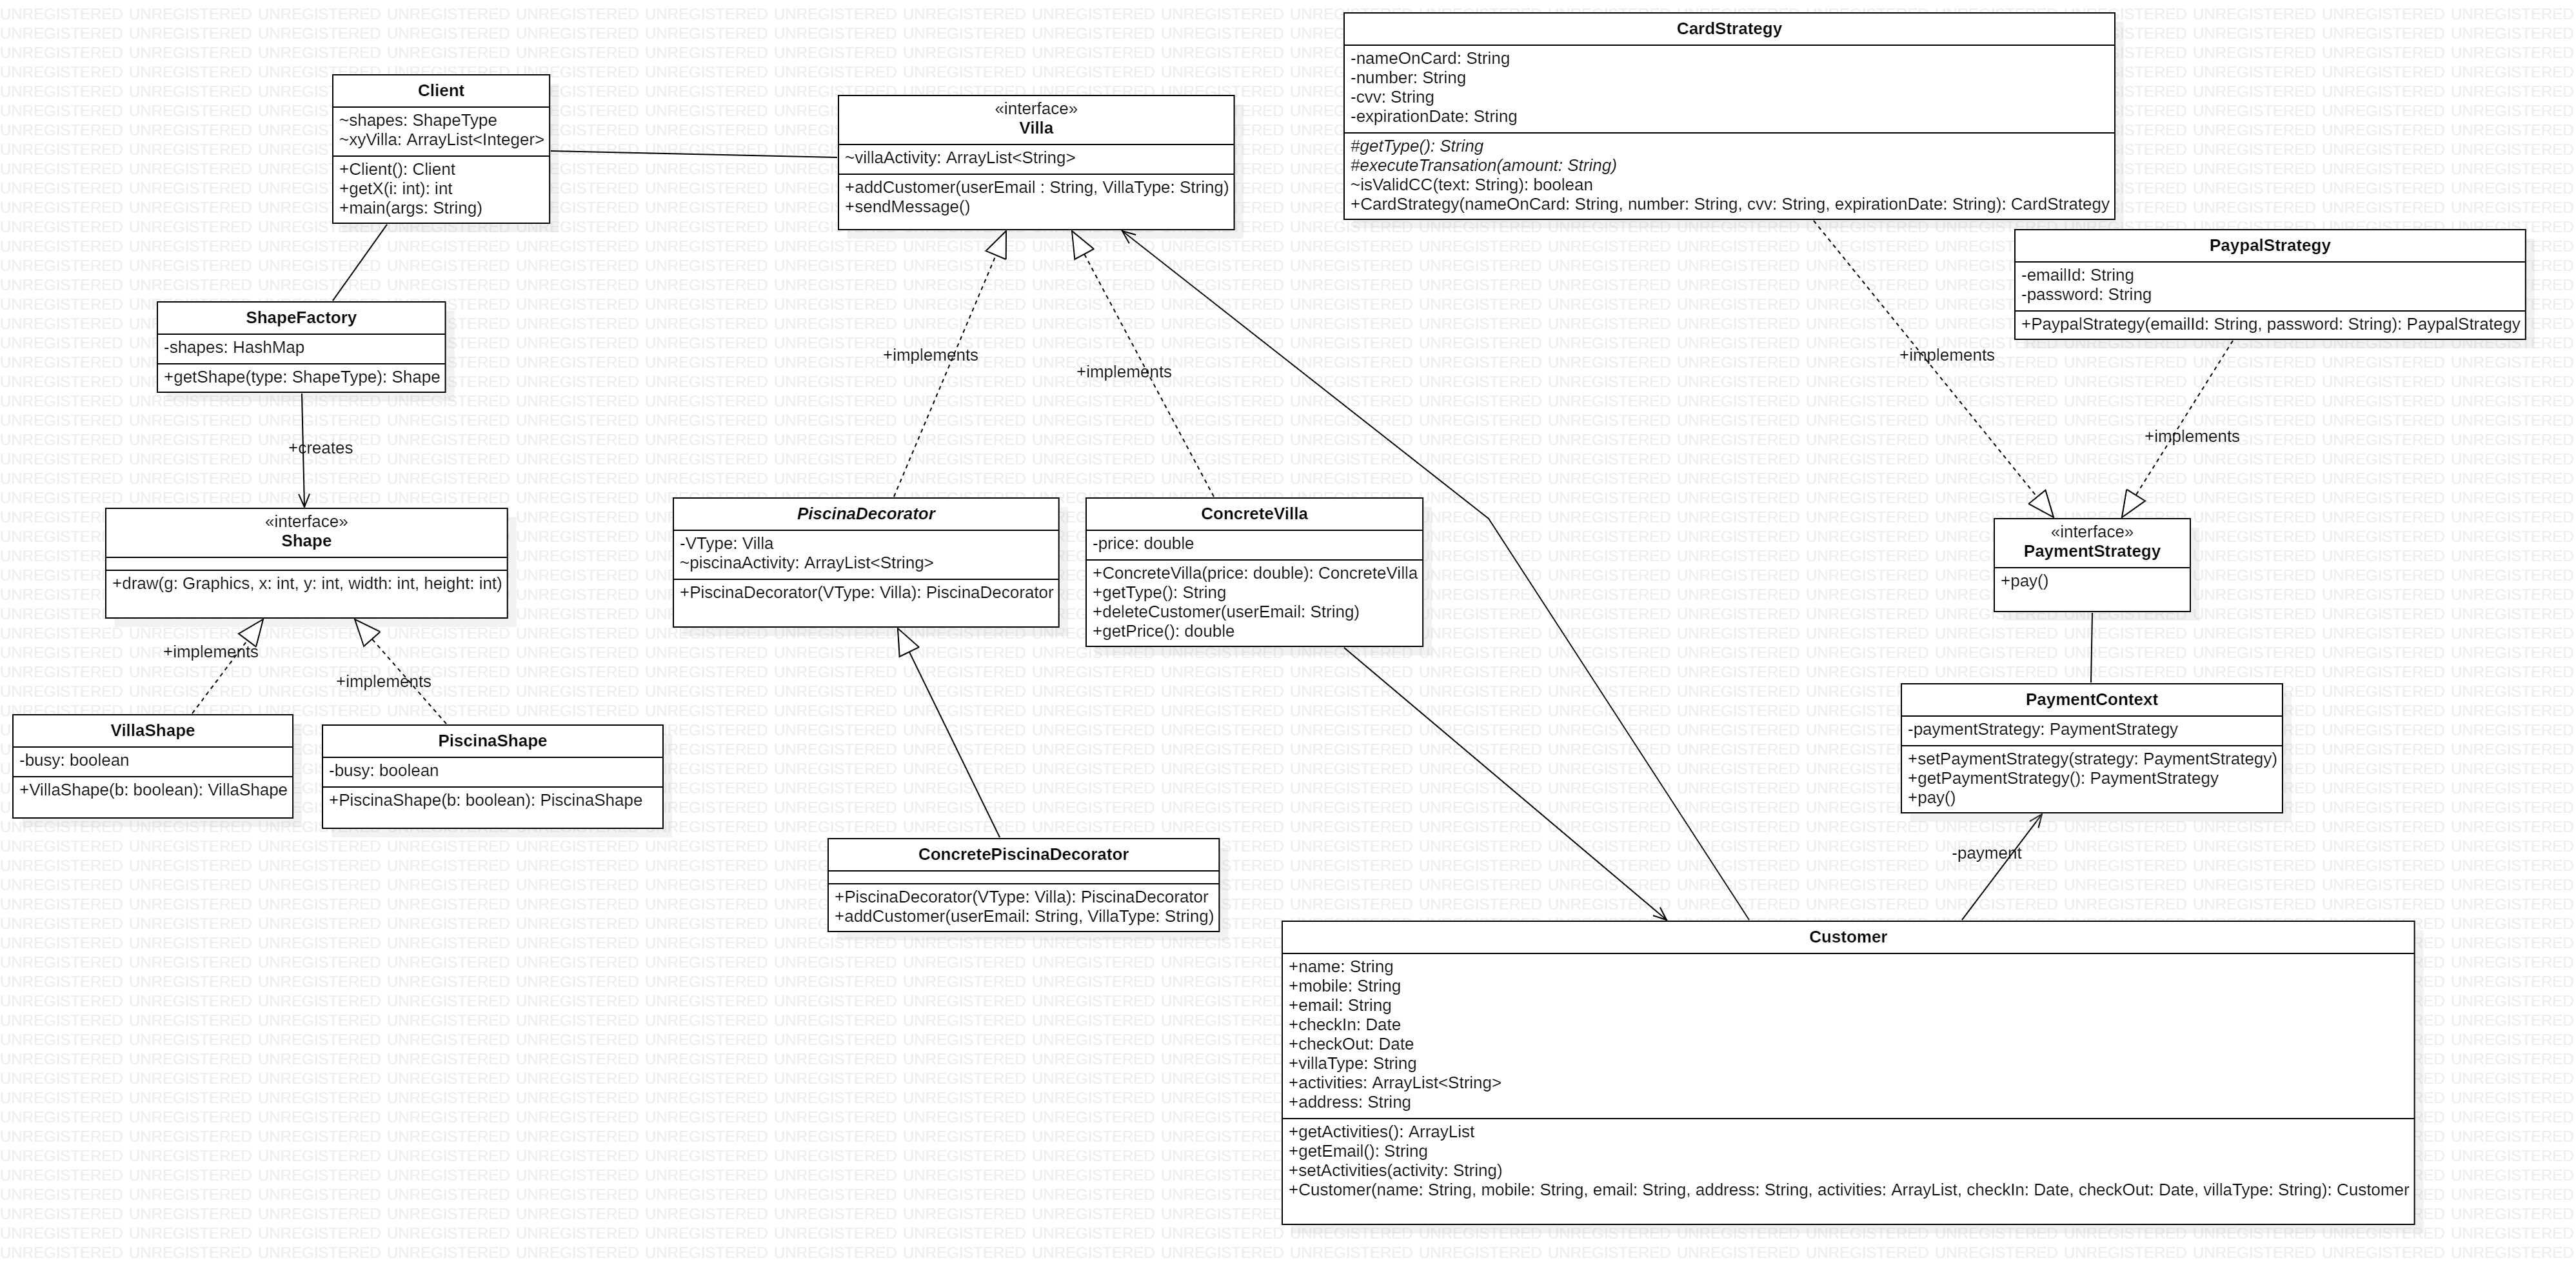 Client
~shapes: ShapeType
~xyVilla: ArrayList<Integer>
+Client(): Client
+getX(i: int): int
+main(args: String)
«interface»
Villa
~villaActivity: ArrayList<String>
+addCustomer(userEmail : String, VillaType: String)
+sendMessage()
CardStrategy
-nameOnCard: String
-number: String
-cvv: String
-expirationDate: String
#getType(): String
#executeTransation(amount: String)
~isValidCC(text: String): boolean
+CardStrategy(nameOnCard: String, number: String, cvv: String, expirationDate: String): CardStrategy
PaypalStrategy
-emailId: String
-password: String
+PaypalStrategy(emailId: String, password: String): PaypalStrategy
ShapeFactory
-shapes: HashMap
+getShape(type: ShapeType): Shape
+creates
+implements
+implements
+implements
+implements
«interface»
Shape
+draw(g: Graphics, x: int, y: int, width: int, height: int)
PiscinaDecorator
-VType: Villa
~piscinaActivity: ArrayList<String>
+PiscinaDecorator(VType: Villa): PiscinaDecorator
ConcreteVilla
-price: double
+ConcreteVilla(price: double): ConcreteVilla
+getType(): String
+deleteCustomer(userEmail: String)
+getPrice(): double
«interface»
PaymentStrategy
+pay()
+implements
+implements
VillaShape
-busy: boolean
+VillaShape(b: boolean): VillaShape
PiscinaShape
-busy: boolean
+PiscinaShape(b: boolean): PiscinaShape
PaymentContext
-paymentStrategy: PaymentStrategy
+setPaymentStrategy(strategy: PaymentStrategy)
+getPaymentStrategy(): PaymentStrategy
+pay()
-payment
ConcretePiscinaDecorator
+PiscinaDecorator(VType: Villa): PiscinaDecorator
+addCustomer(userEmail: String, VillaType: String)
Customer
+name: String
+mobile: String
+email: String
+checkIn: Date
+checkOut: Date
+villaType: String
+activities: ArrayList<String>
+address: String
+getActivities(): ArrayList
+getEmail(): String
+setActivities(activity: String)
+Customer(name: String, mobile: String, email: String, address: String, activities: ArrayList, checkIn: Date, checkOut: Date, villaType: String): Customer
UNREGISTERED